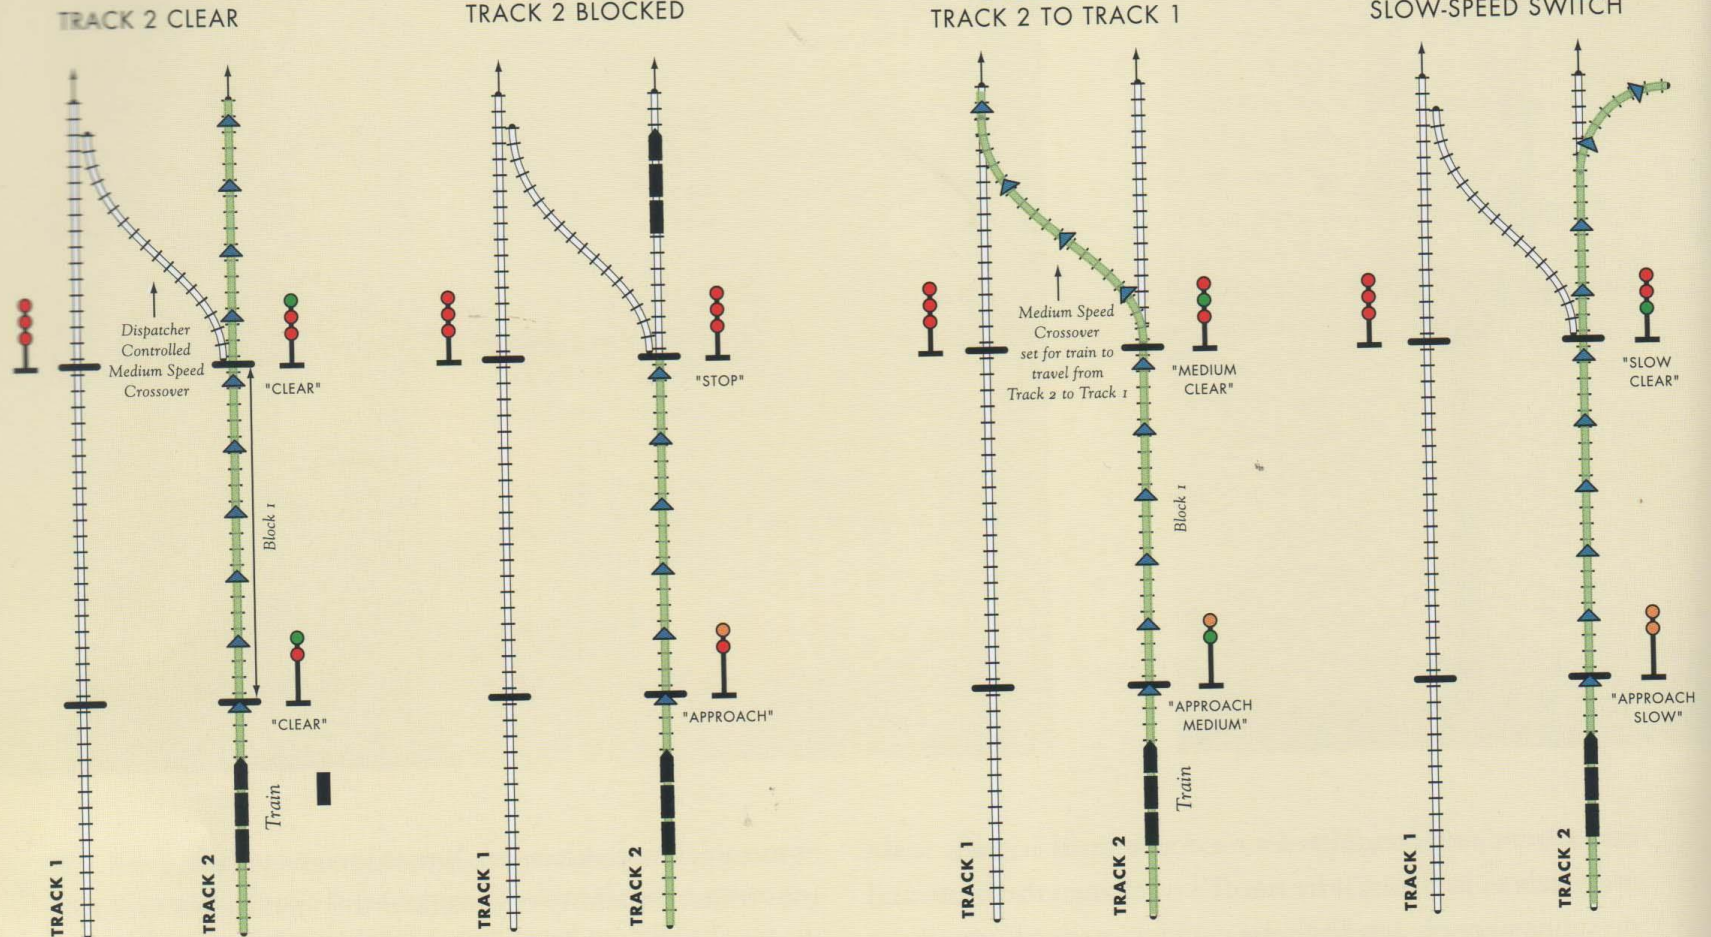 TRACK 2 CLEAR
Dispatcher
Controlled
Medium Speed
Crossover
"CLEAR"
Block 1
"CLEAR"
Train
TRACK 1
TRACK 2
TRACK 2 BLOCKED
"STOP"
"APPROACH"
TRACK 1
TRACK 2
TRACK 2 TO TRACK 1
Medium Speed
Crossover
set for train to
travel from
Track 2 to Track 1
"MEDIUM
CLEAR"
Block 1
"APPROACH
MEDIUM"
Train
TRACK 1
TRACK 2
SLOW-SPEED SWITCH
"SLOW
CLEAR"
"APPROACH
SLOW"
TRACK 1
TRACK 2